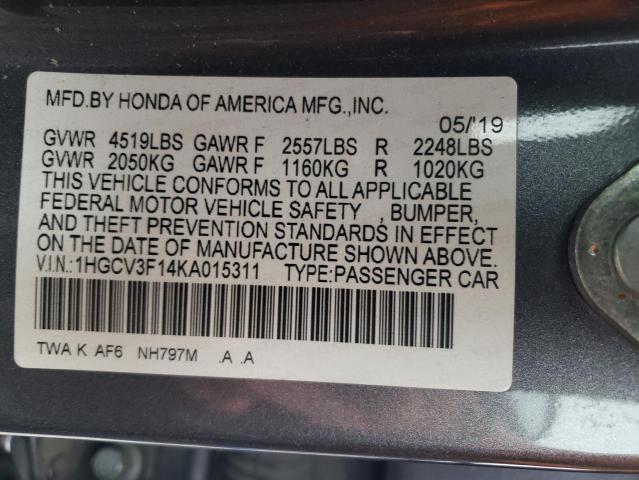 MFD.BY HONDA OF AMERICA MFG.,INC.
05/'19
GVWR 4519LBS GAWR F 2557LBS R 2248LBS
GVWR 2050KG GAWR F 1160KG R 1020KG
THIS VEHICLE CONFORMS TO ALL APPLICABLE
FEDERAL MOTOR VEHICLE SAFETY , BUMPER,
AND THEFT PREVENTION STANDARDS IN EFFECT
ON THE DATE OF MANUFACTURE SHOWN ABOVE.
V.I.N.:1HGCV3F14KA015311 TYPE:PASSENGER CAR
TWA K AF6 NH797M .A .A